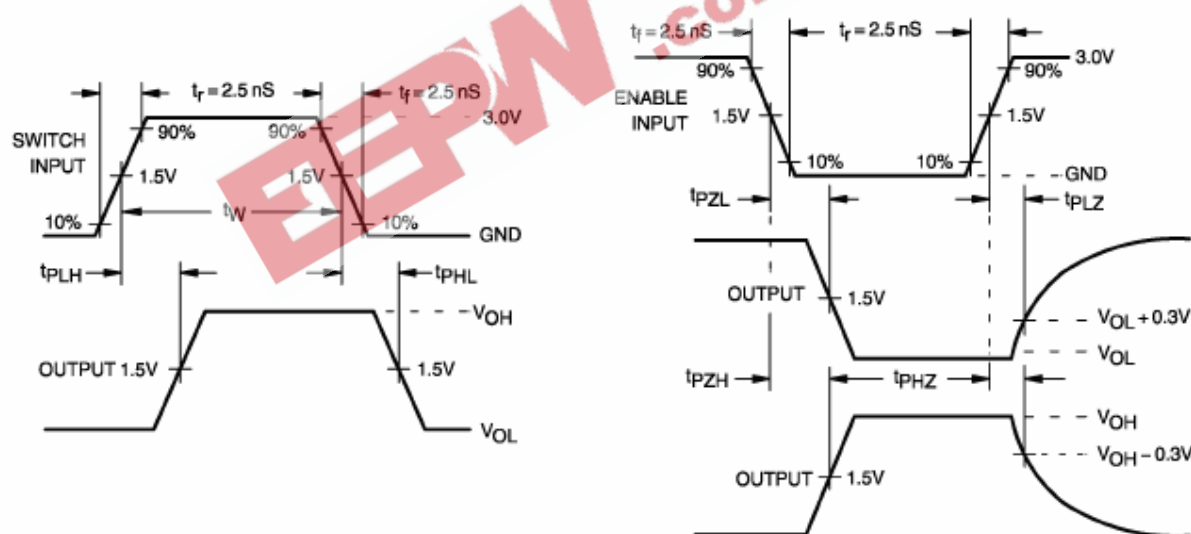 tr = 2.5 nS
tf = 2.5 nS
3.0V
SWITCH
INPUT
90%
90%
1.5V
1.5V
tW
10%
10%
GND
tPLH
tPHL
VOH
OUTPUT 1.5V
1.5V
VOL
tf = 2.5 nS
tr = 2.5 nS
90%
90%
3.0V
ENABLE
INPUT
1.5V
1.5V
10%
10%
GND
tPZL
tPLZ
OUTPUT
1.5V
VOL + 0.3V
VOL
tPZH
tPHZ
VOH
VOH − 0.3V
OUTPUT
1.5V
EEPW
.co